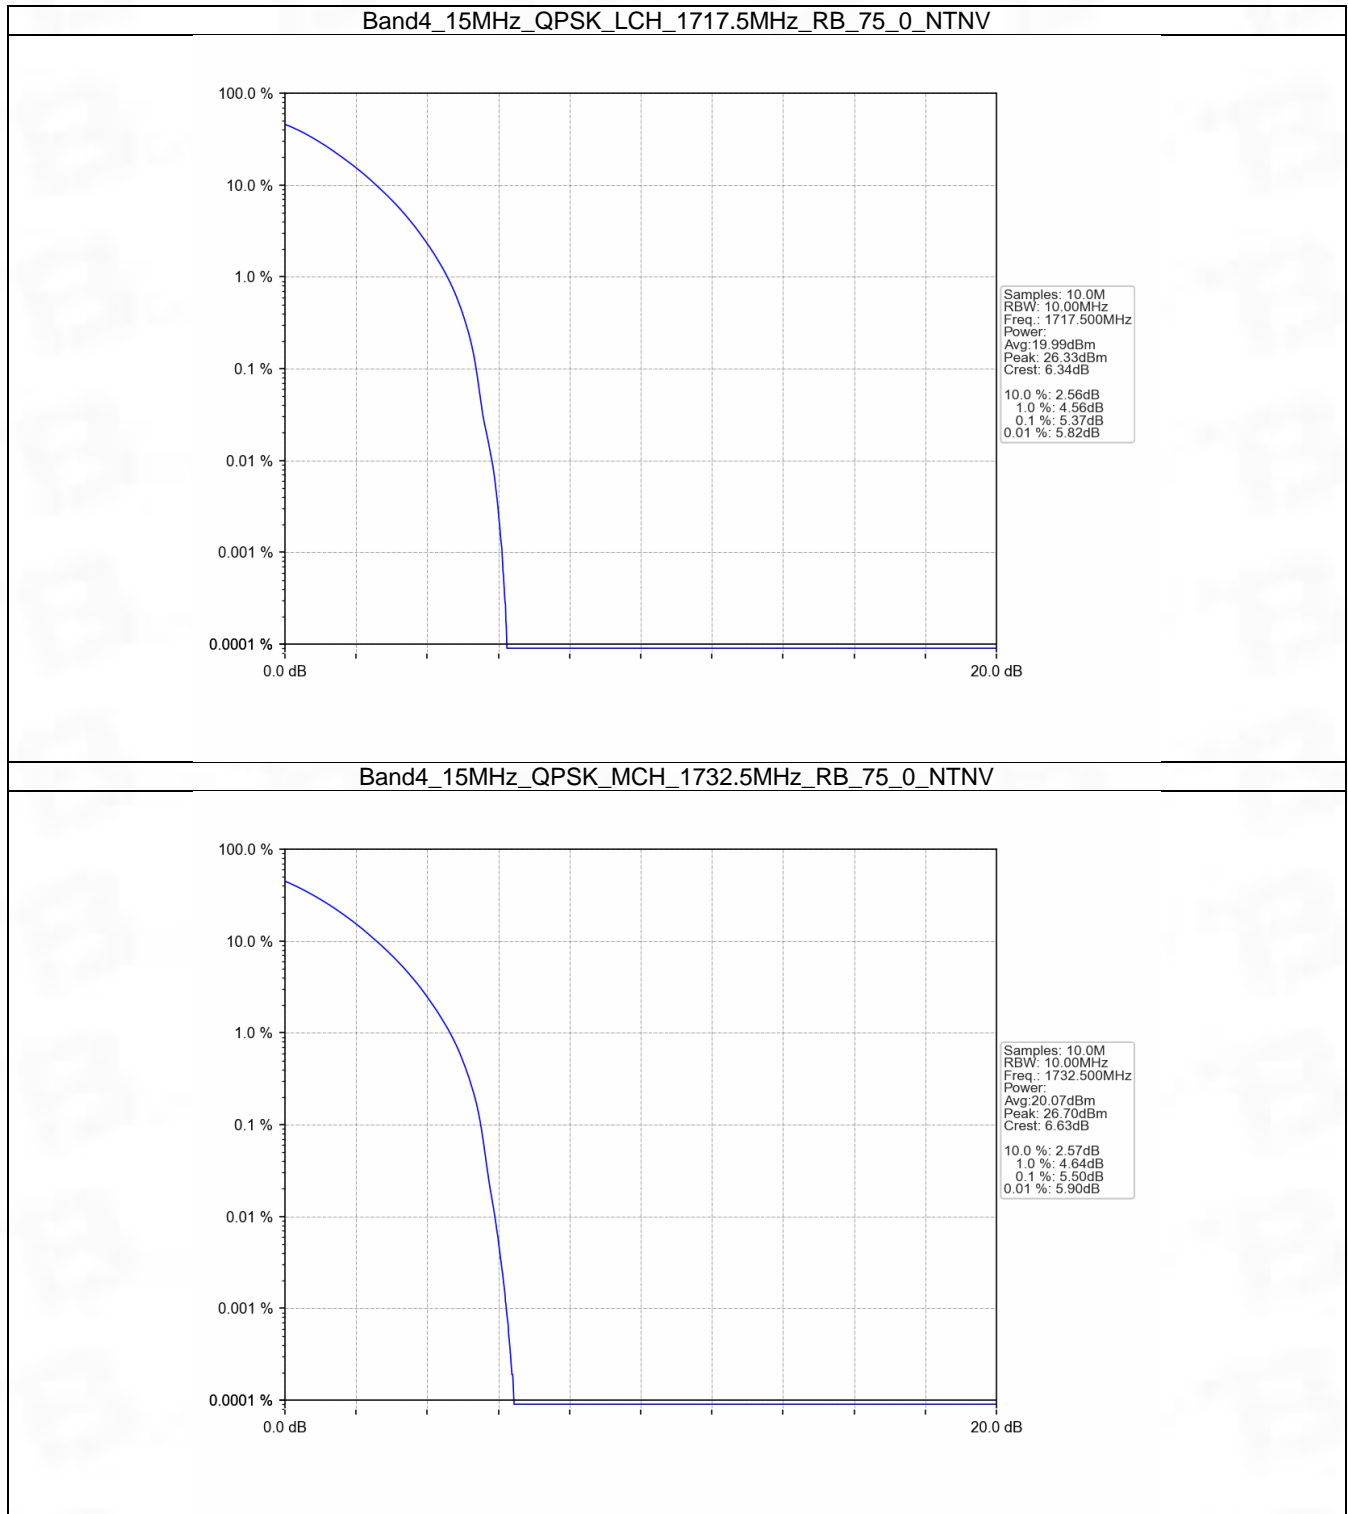 Band4_15MHz_QPSK_LCH_1717.5MHz_RB_75_0_NTNV
100.0 %
10.0 %
1.0 %
0.1 %
0.01 %
0.001 %
0.0001 %
0.0 dB
20.0 dB
Samples: 10.0M
RBW: 10.00MHz
Freq.: 1717.500MHz
Power:
Avg:19.99dBm
Peak: 26.33dBm
Crest: 6.34dB
10.0 %: 2.56dB
1.0 %: 4.56dB
0.1 %: 5.37dB
0.01 %: 5.82dB
Band4_15MHz_QPSK_MCH_1732.5MHz_RB_75_0_NTNV
100.0 %
10.0 %
1.0 %
0.1 %
0.01 %
0.001 %
0.0001 %
0.0 dB
20.0 dB
Samples: 10.0M
RBW: 10.00MHz
Freq.: 1732.500MHz
Power:
Avg:20.07dBm
Peak: 26.70dBm
Crest: 6.63dB
10.0 %: 2.57dB
1.0 %: 4.64dB
0.1 %: 5.50dB
0.01 %: 5.90dB